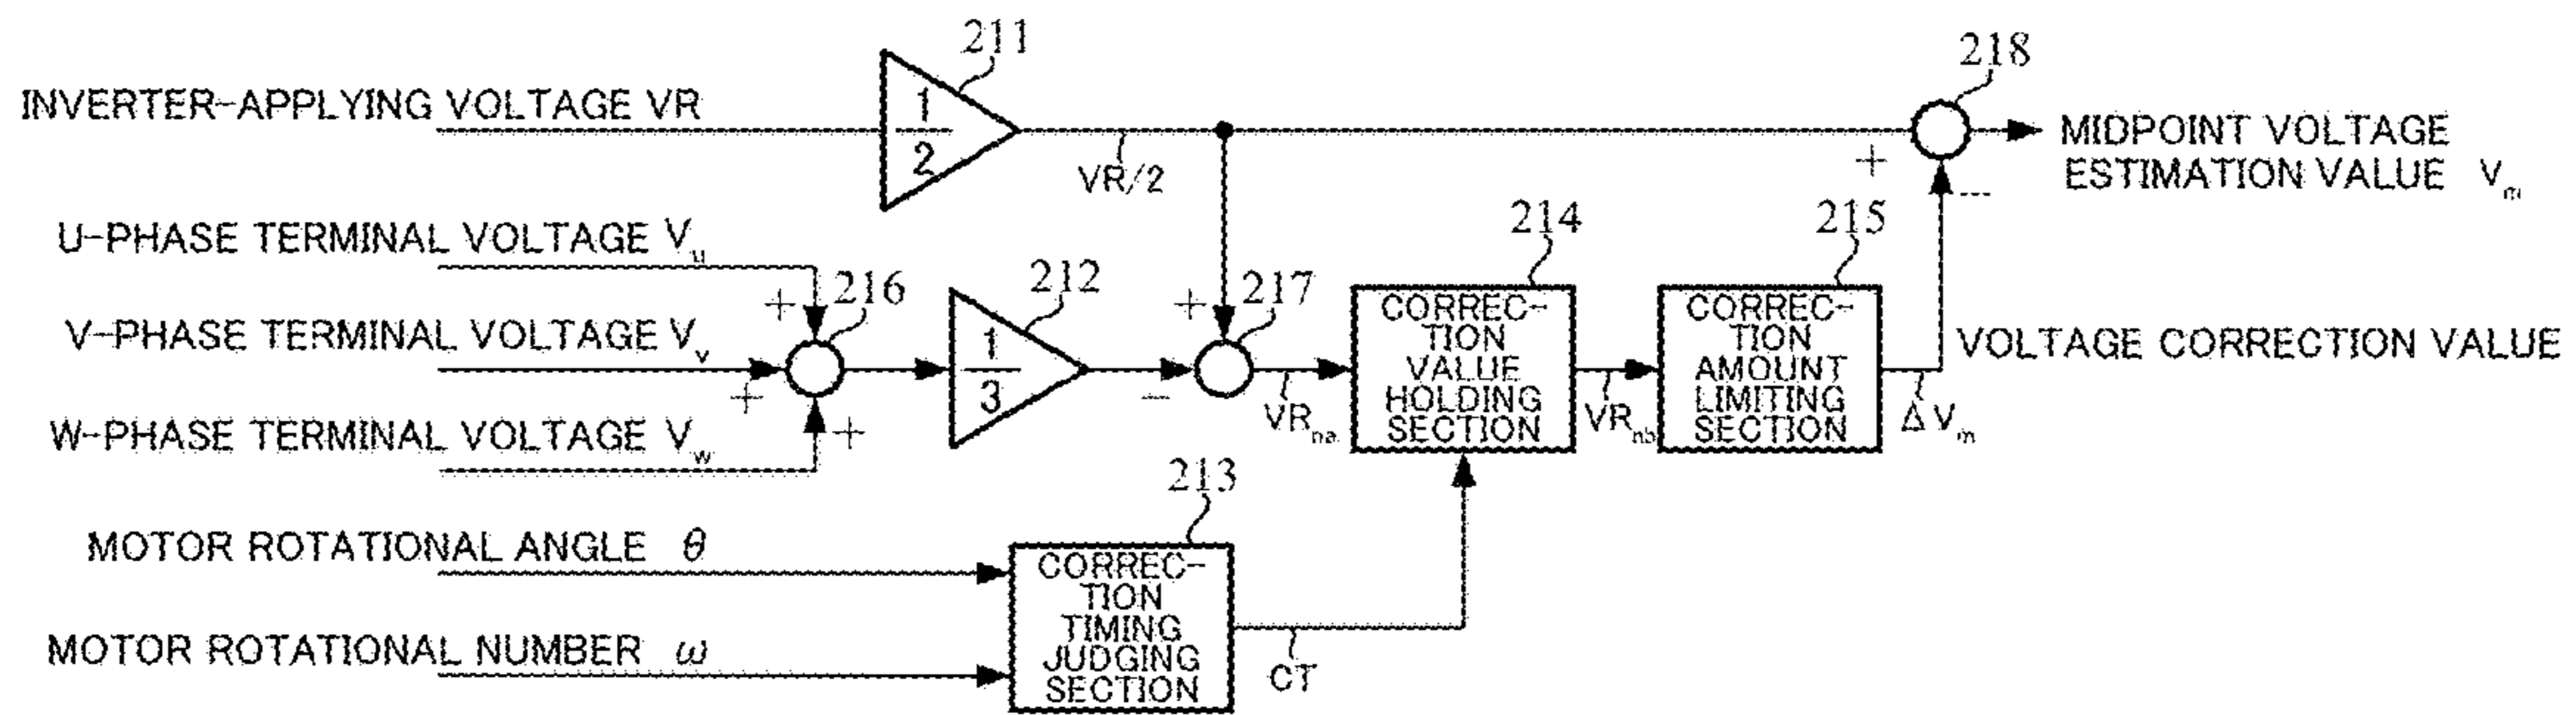 211
218
INVERTER-APPLYING VOLTAGE VR
1
2
VR/2
+
−
MIDPOINT VOLTAGE
ESTIMATION VALUE Vm
U-PHASE TERMINAL VOLTAGE Vu
+
216
212
+
217
214
215
V-PHASE TERMINAL VOLTAGE Vv
+
1
3
−
VRna
CORREC-
TION
VALUE
HOLDING
SECTION
VRnb
CORREC-
TION
AMOUNT
LIMITING
SECTION
VOLTAGE CORRECTION VALUE
ΔVm
W-PHASE TERMINAL VOLTAGE Vw
+
213
MOTOR ROTATIONAL ANGLE θ
MOTOR ROTATIONAL NUMBER ω
CORREC-
TION
TIMING
JUDGING
SECTION
CT